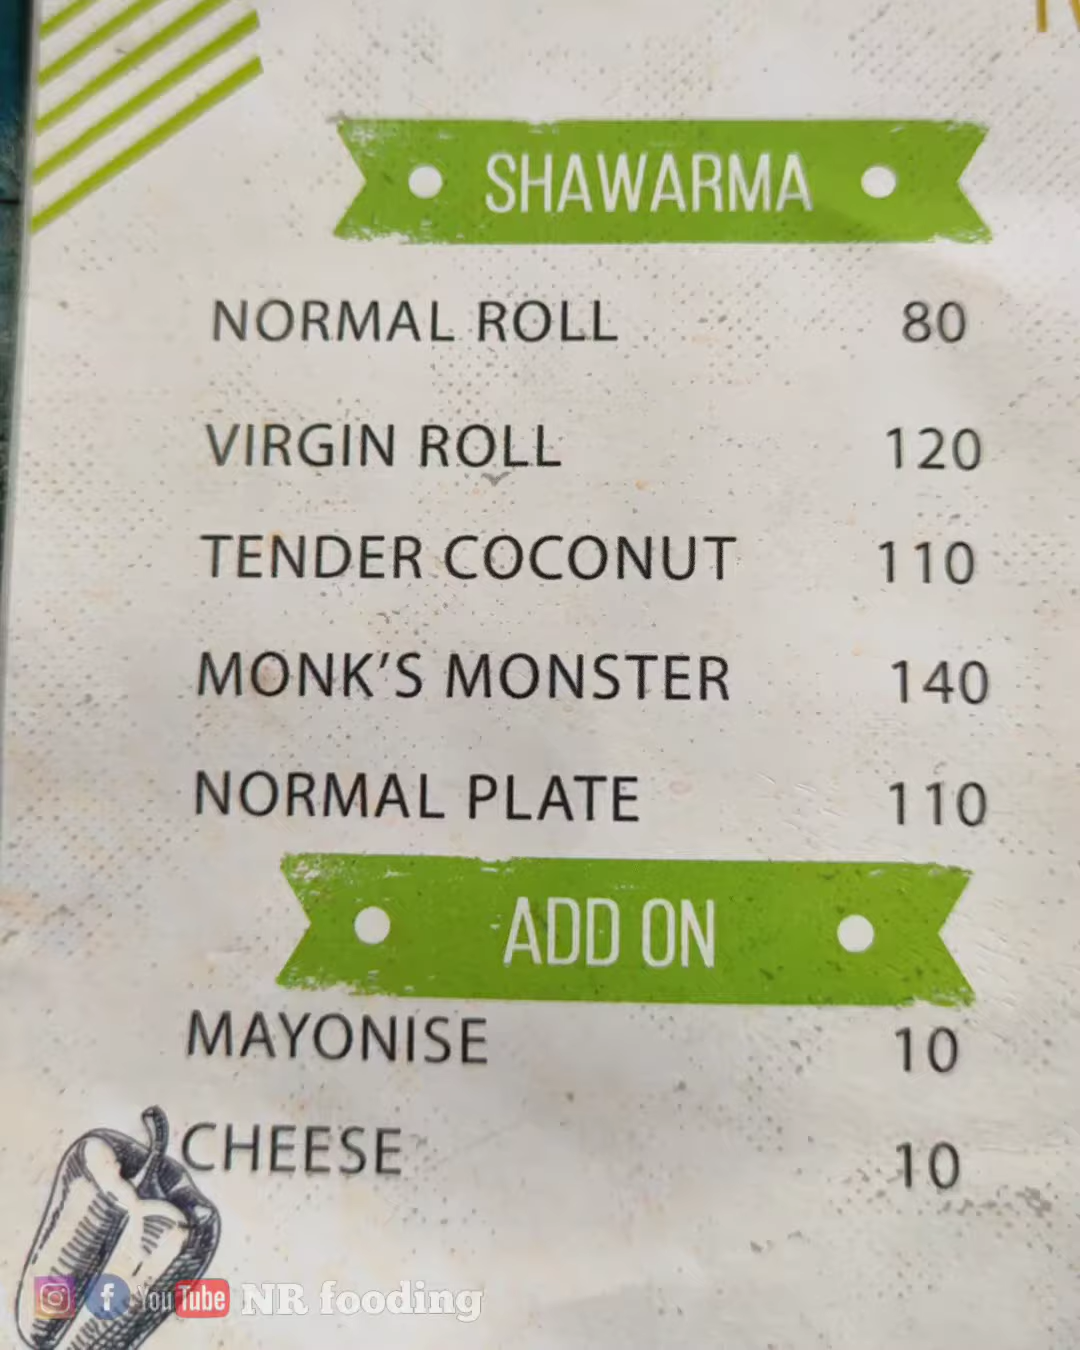 SHAWARMA
NORMAL ROLL 80
VIRGIN ROLL 120
TENDER COCONUT 110
MONK'S MONSTER 140
NORMAL PLATE 110
ADD ON
MAYONISE 10
CHEESE 10
YouTube NR fooding